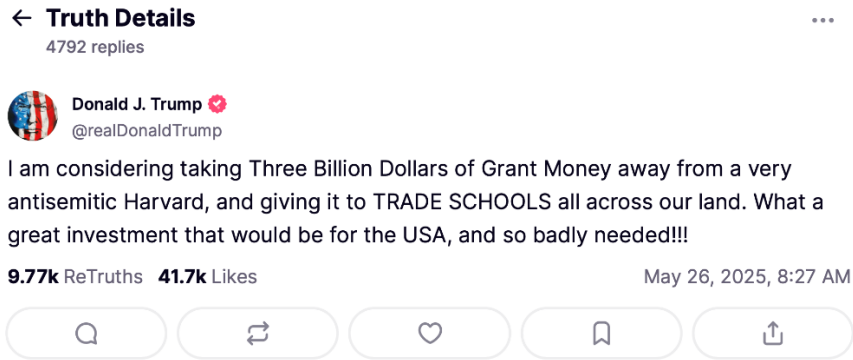 Truth Details
4792 replies
Donald J. Trump
@realDonaldTrump
I am considering taking Three Billion Dollars of Grant Money away from a very
antisemitic Harvard, and giving it to TRADE SCHOOLS all across our land. What a
great investment that would be for the USA, and so badly needed!!!
9.77k ReTruths 41.7k Likes May 26, 2025, 8:27 AM